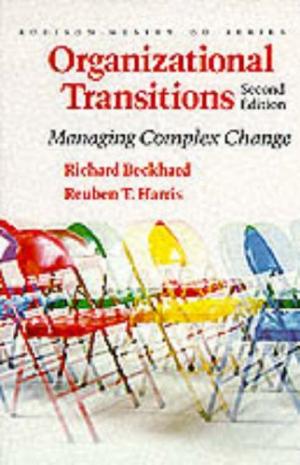 ADDISON-WESLEY OD SERIES
Organizational
Transitions Second
Edition
Managing Complex Change
Richard Beckhard
Reuben T. Harris